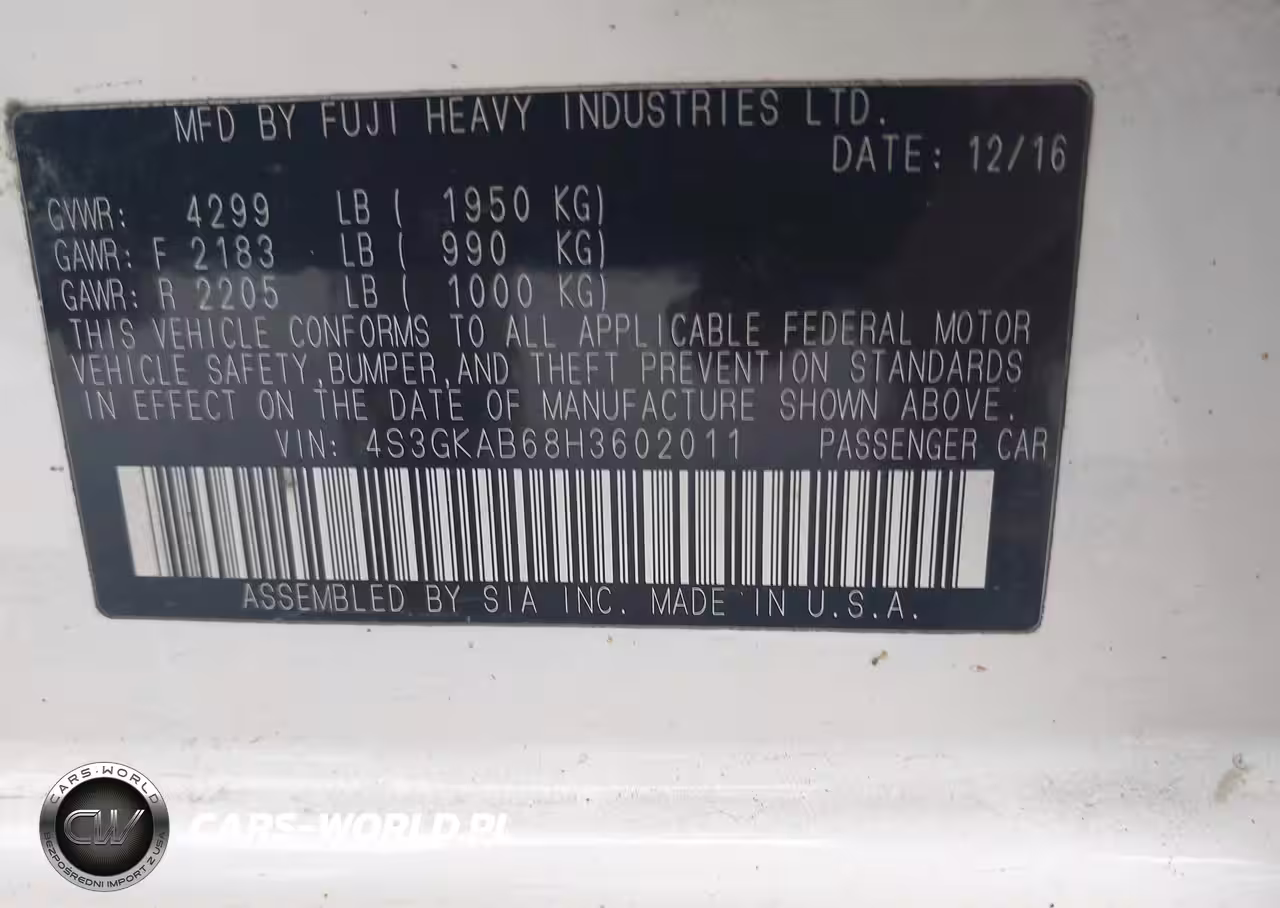 MFD BY FUJI HEAVY INDUSTRIES LTD.
DATE: 12/16
GVWR: 4299 LB ( 1950 KG)
GAWR: F 2183 LB ( 990 KG)
GAWR: R 2205 LB ( 1000 KG)
THIS VEHICLE CONFORMS TO ALL APPLICABLE FEDERAL MOTOR
VEHICLE SAFETY,BUMPER,AND THEFT PREVENTION STANDARDS
IN EFFECT ON THE DATE OF MANUFACTURE SHOWN ABOVE.
VIN: 4S3GKAB68H3602011 PASSENGER CAR
ASSEMBLED BY SIA INC. MADE IN U.S.A.
CARS-WORLD
CW
BEZPOŚREDNI IMPORT Z USA
CARS-WORLD.PL